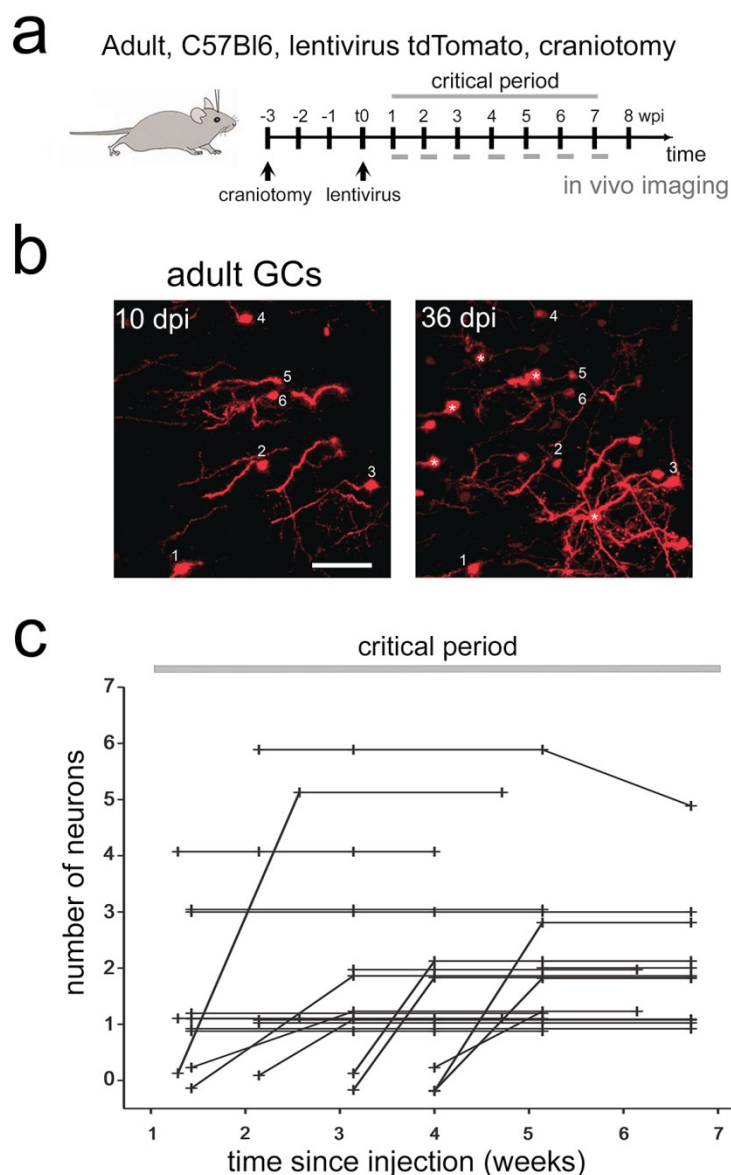 a
Adult, C57Bl6, lentivirus tdTomato, craniotomy
critical period
-3 -2 -1 t0 1 2 3 4 5 6 7 8 wpi
time
craniotomy lentivirus
in vivo imaging
b
adult GCs
10 dpi
4
5
6
2
3
1
36 dpi
4
*
5
*
6
*
2
*
3
*
1
c
critical period
7
6
5
4
3
2
1
0
number of neurons
1 2 3 4 5 6 7
time since injection (weeks)